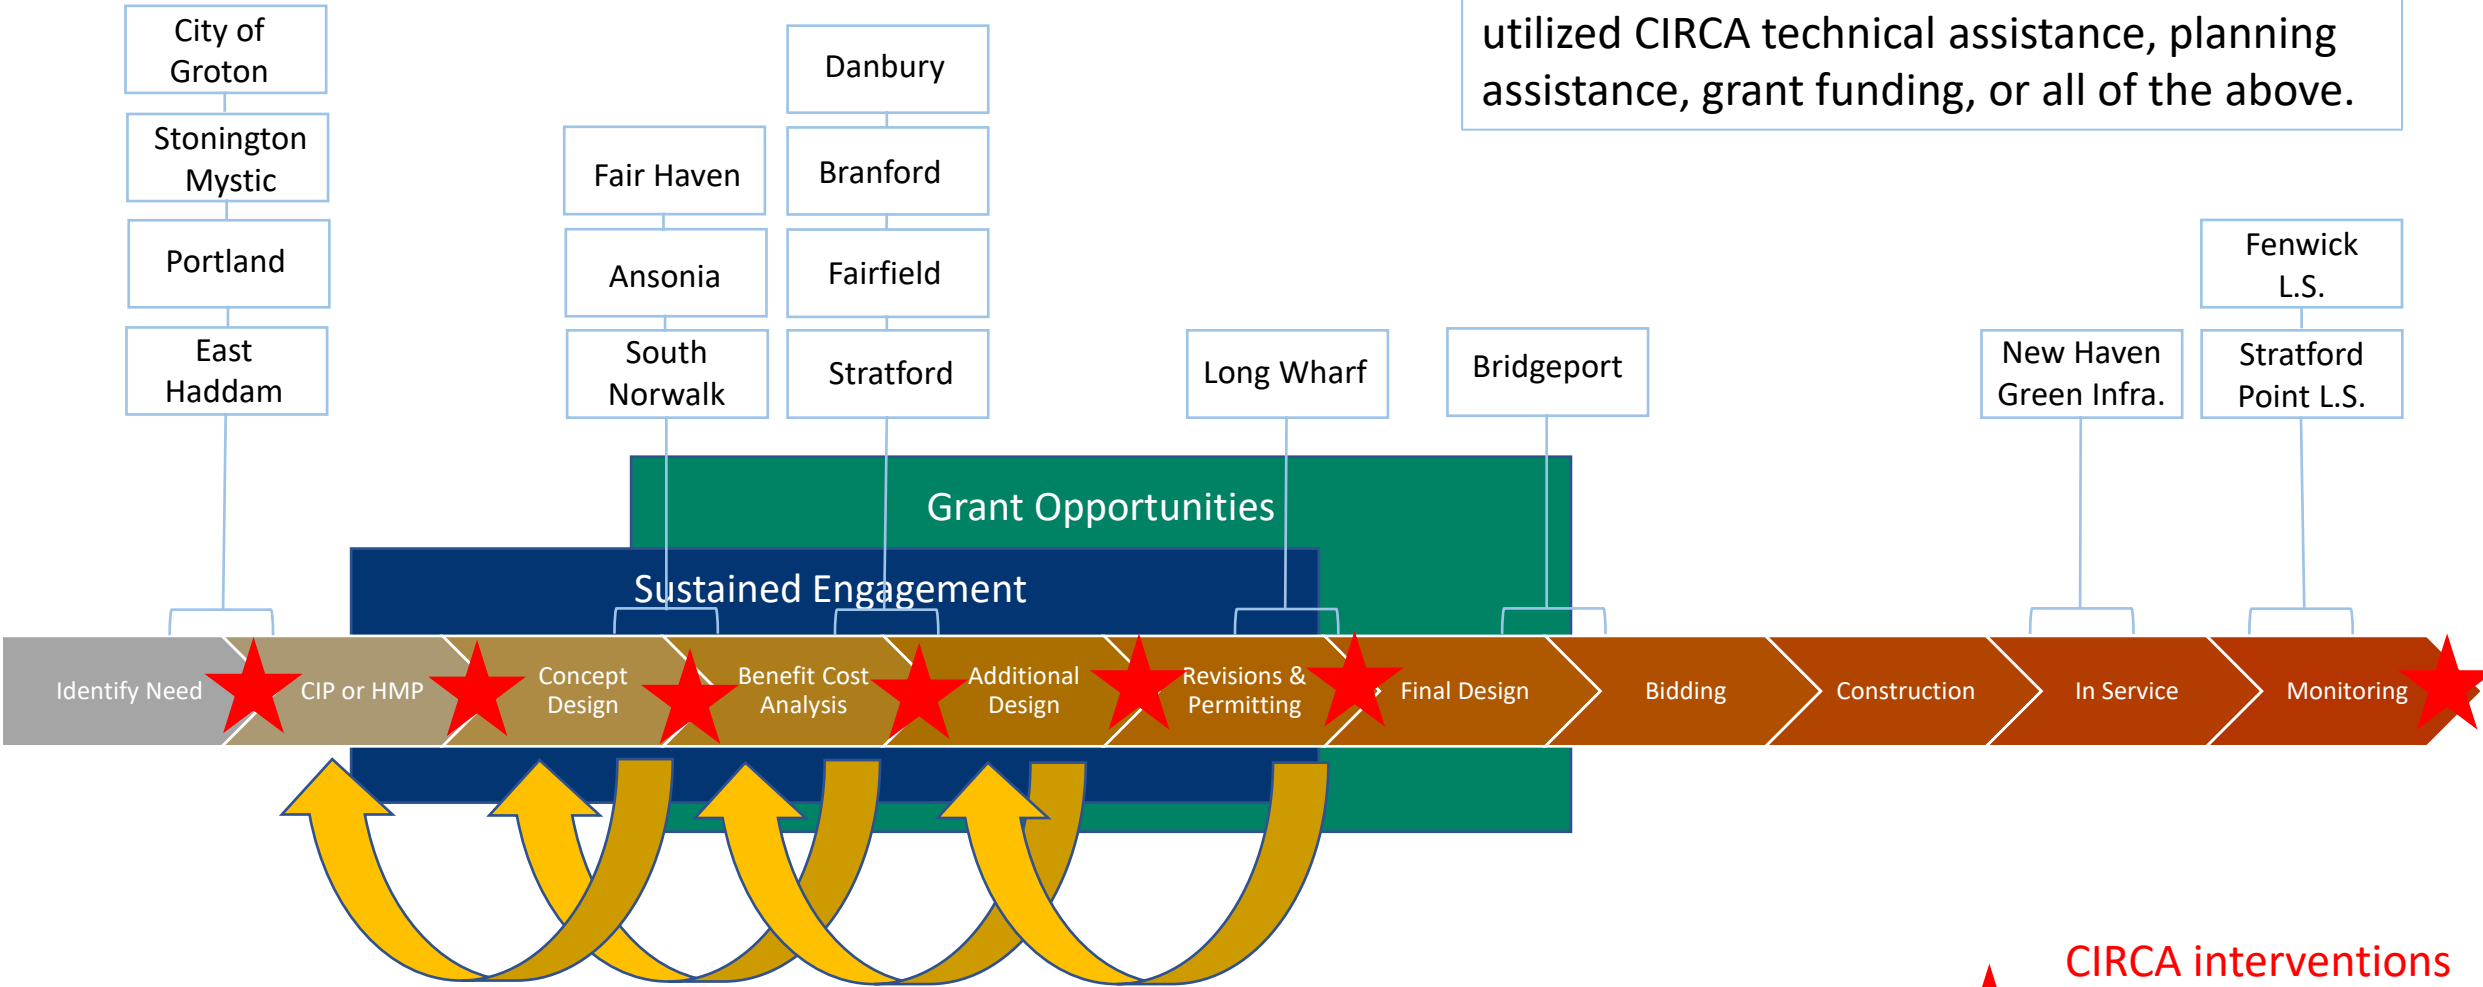 utilized CIRCA technical assistance, planning
assistance, grant funding, or all of the above.
City of
Groton
Stonington
Mystic
Portland
East
Haddam
Fair Haven
Ansonia
South
Norwalk
Danbury
Branford
Fairfield
Stratford
Long Wharf
Bridgeport
New Haven
Green Infra.
Fenwick
L.S.
Stratford
Point L.S.
Grant Opportunities
Sustained Engagement
Identify Need
CIP or HMP
Concept
Design
Benefit Cost
Analysis
Additional
Design
Revisions &
Permitting
Final Design
Bidding
Construction
In Service
Monitoring
CIRCA interventions